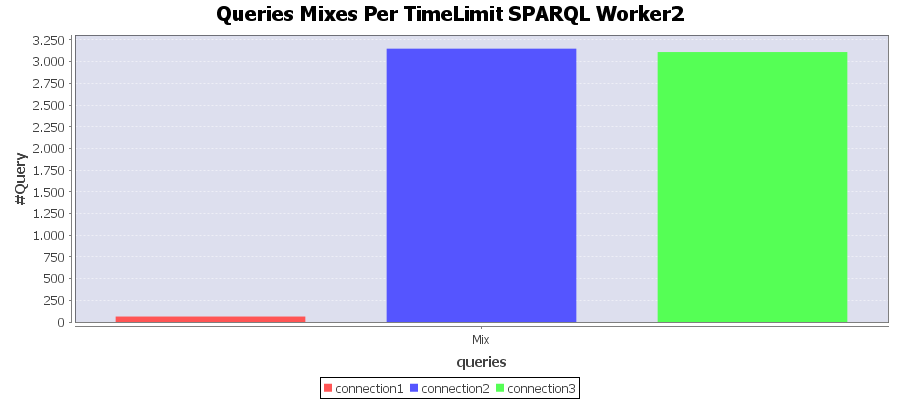 Queries Mixes Per TimeLimit SPARQL Worker2
#Query
3.250
3.000
2.750
2.500
2.250
2.000
1.750
1.500
1.250
1.000
750
500
250
0
Mix
queries
connection1 connection2 connection3